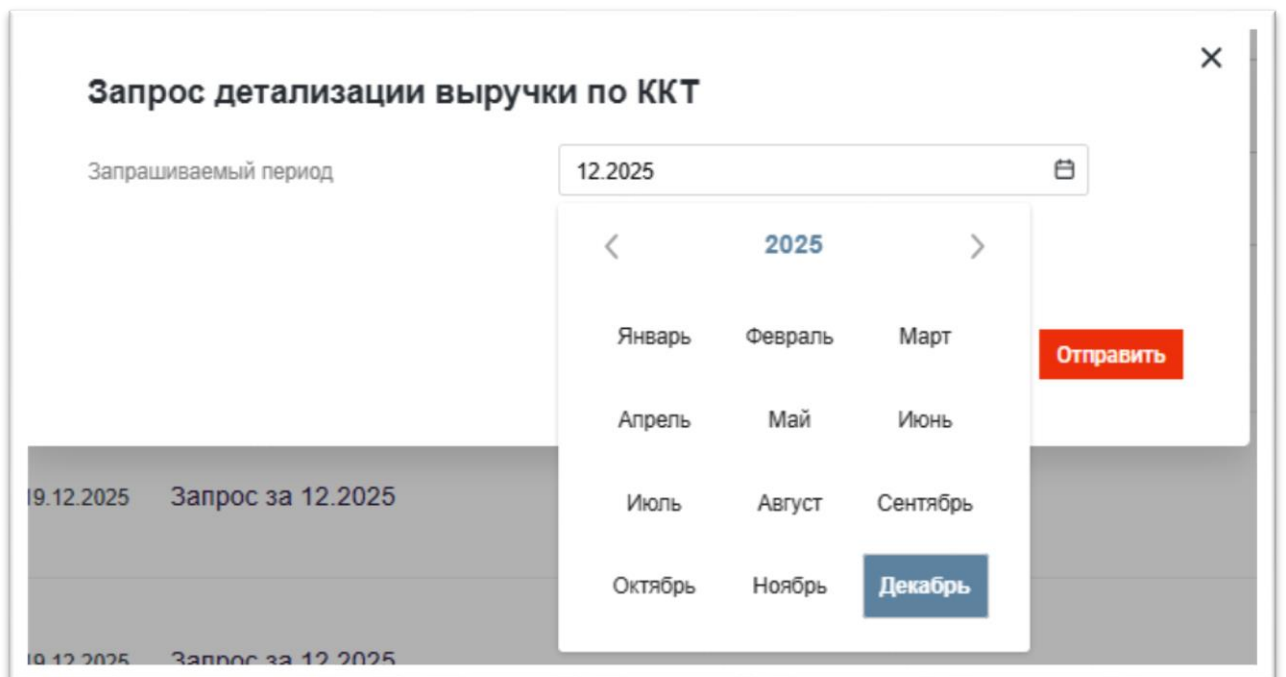 Запрос детализации выручки по ККТ
Запрашиваемый период
12.2025
2025
Январь Февраль Март
Отправить
Апрель Май Июнь
Июль Август Сентябрь
Октябрь Ноябрь Декабрь
19.12.2025 Запрос за 12.2025
19.12.2025 Запрос за 12.2025